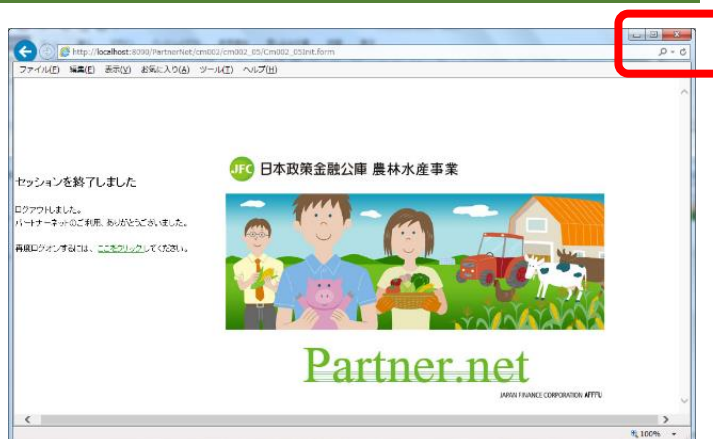 http://localhost:8090/PartnerNet/cm002/cm002_05/Cm002_05Init.form
ファイル(F) 編集(E) 表示(V) お気に入り(A) ツール(T) ヘルプ(H)
JFC 日本政策金融公庫 農林水産事業
セッションを終了しました
ログアウトしました。
パートナーネットのご利用、ありがとうございました。
再度ログオンするには、ここをクリックしてください。
Partner.net
JAPAN FINANCE CORPORATION AFFFU
100%